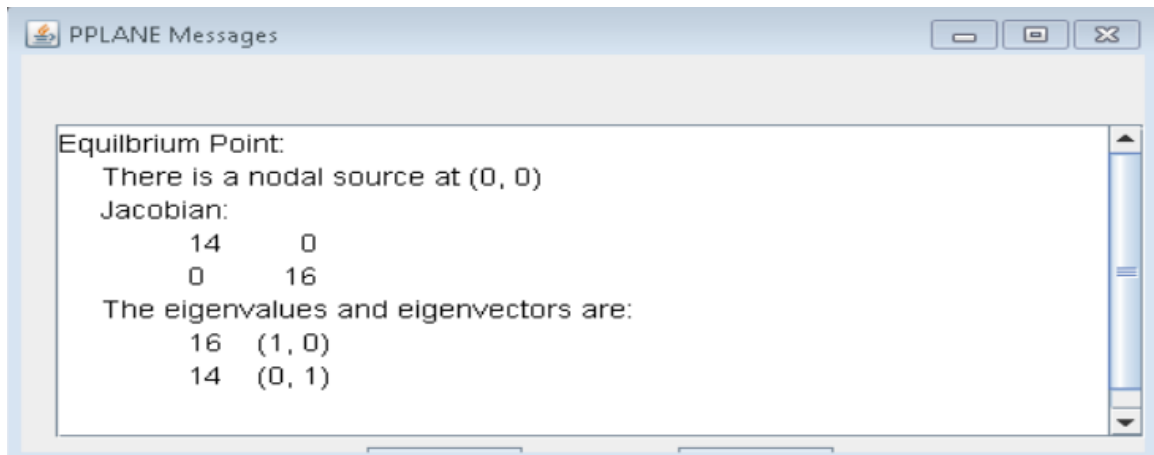 PPLANE Messages
Equilbrium Point:
There is a nodal source at (0, 0)
Jacobian:
14 0
0 16
The eigenvalues and eigenvectors are:
16 (1, 0)
14 (0, 1)